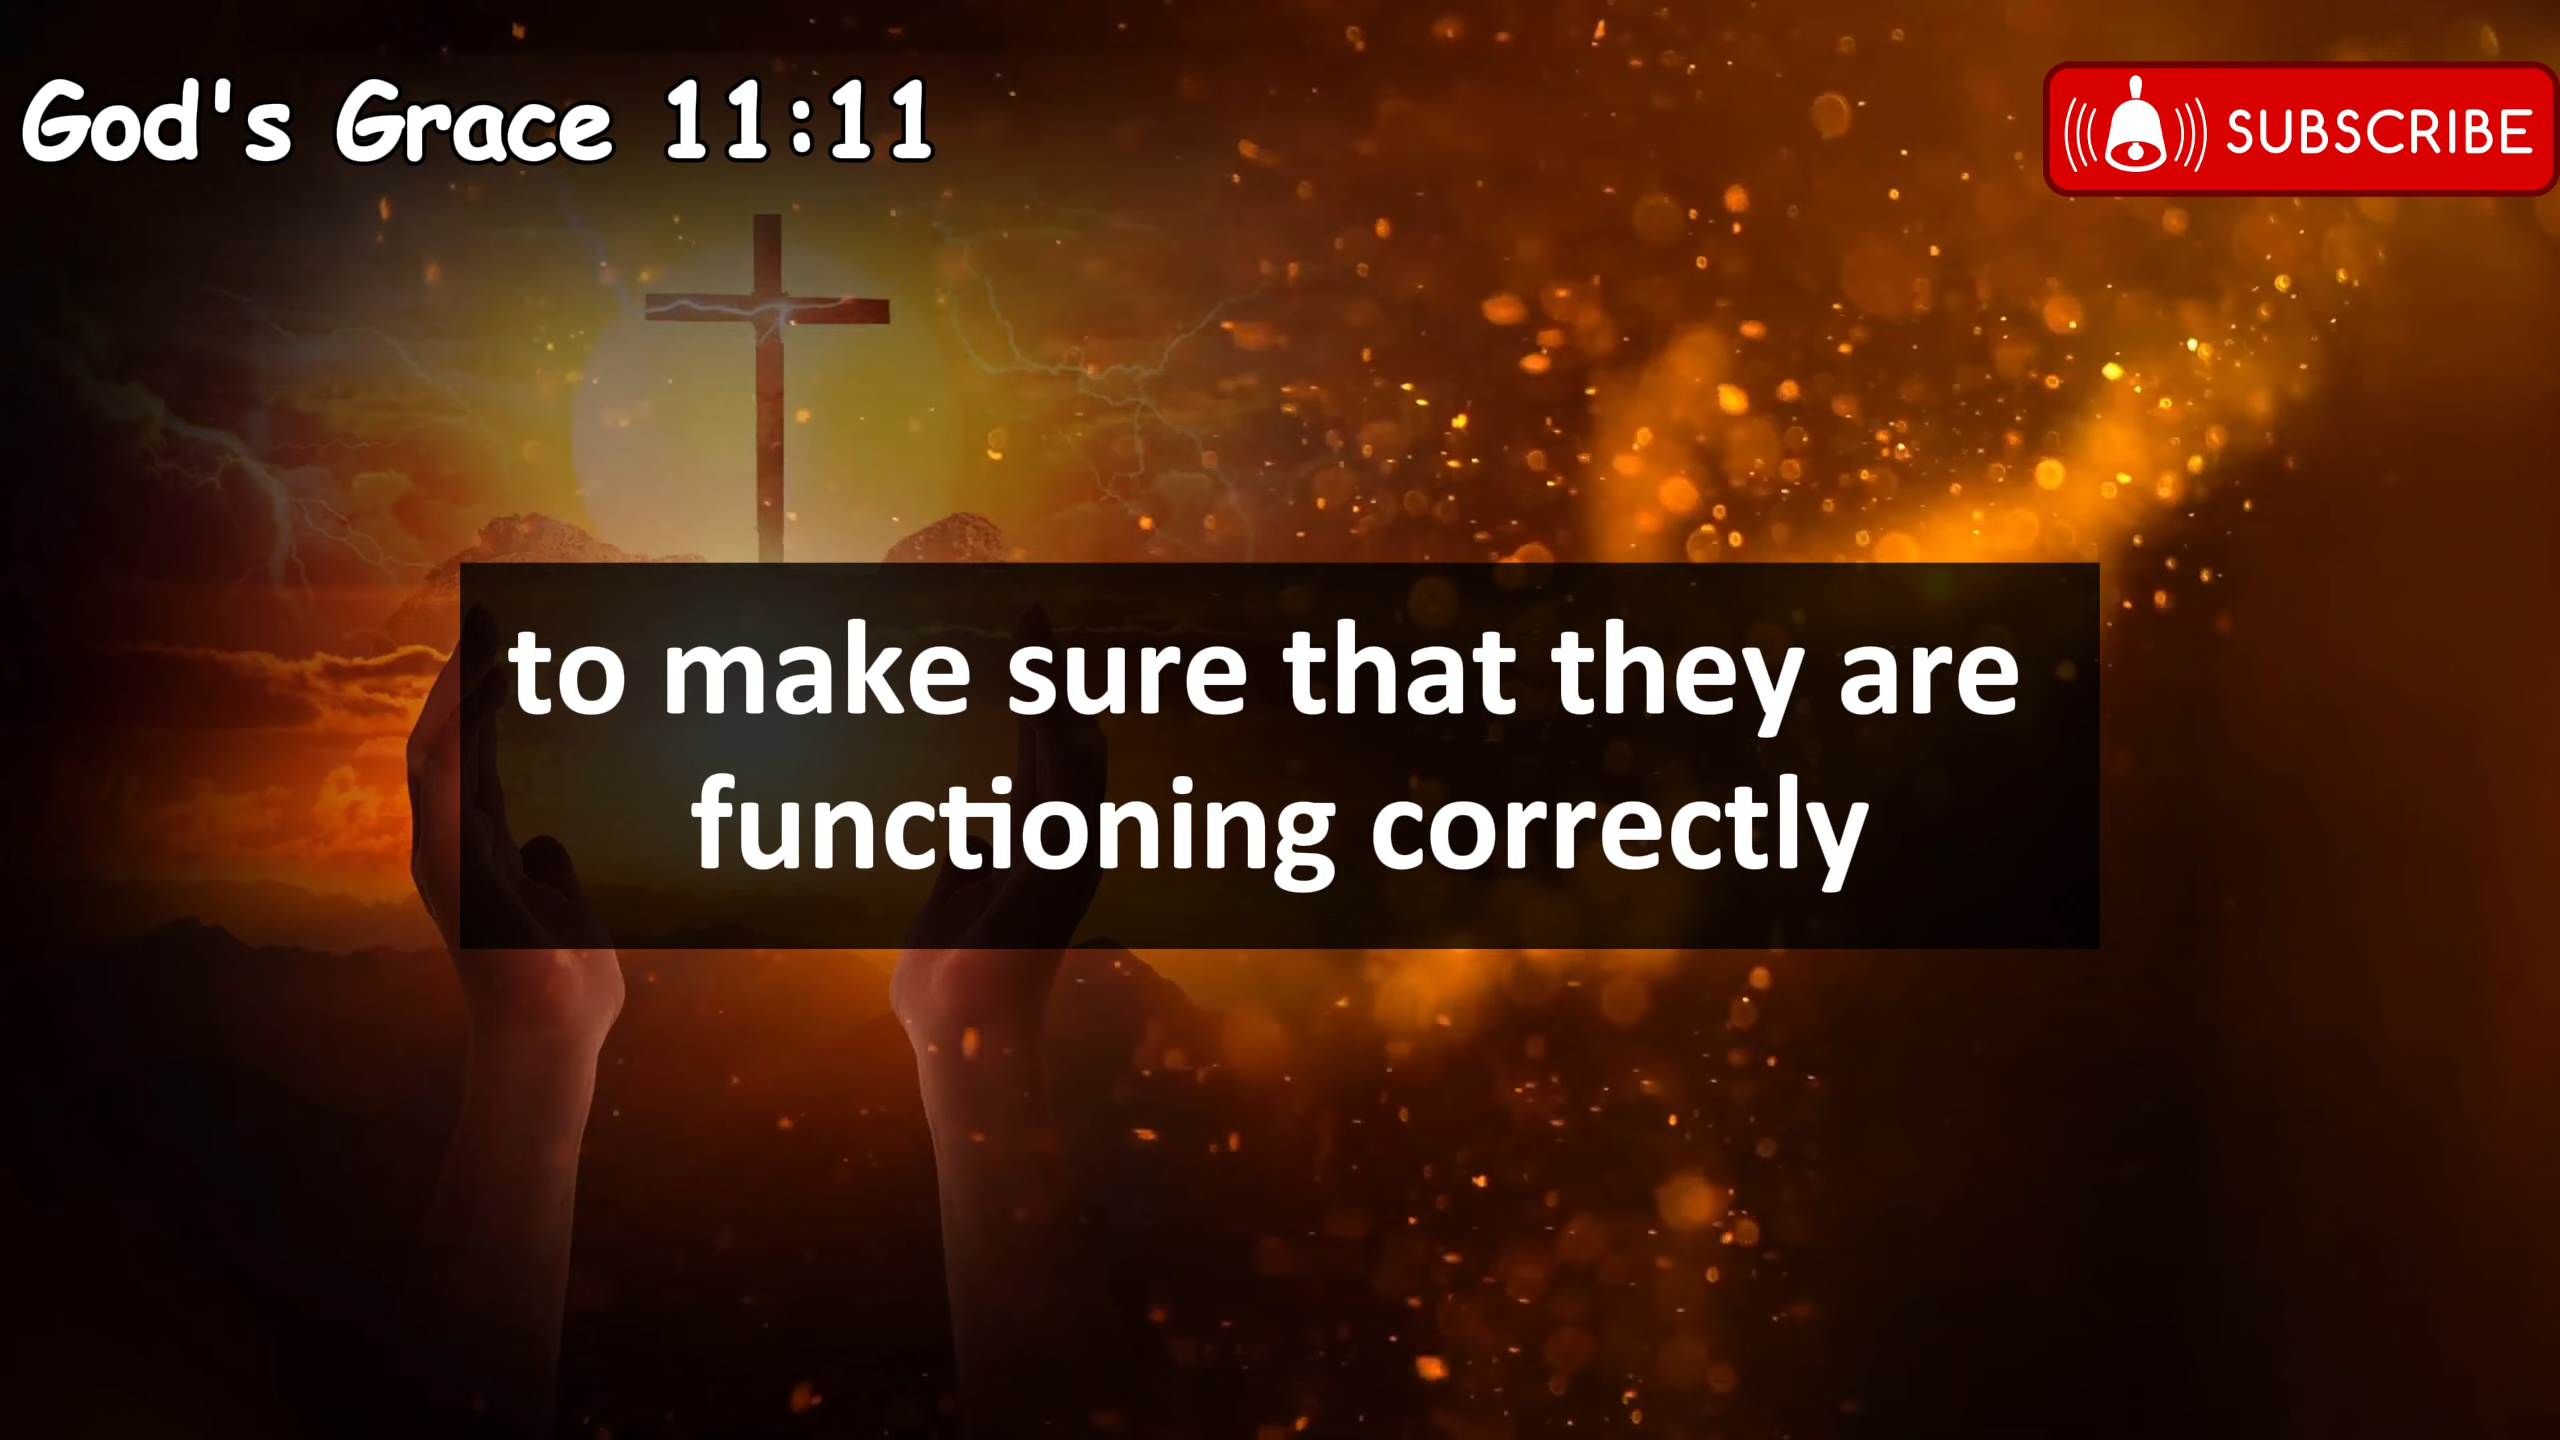 God's Grace 11:11
SUBSCRIBE
to make sure that they are
functioning correctly